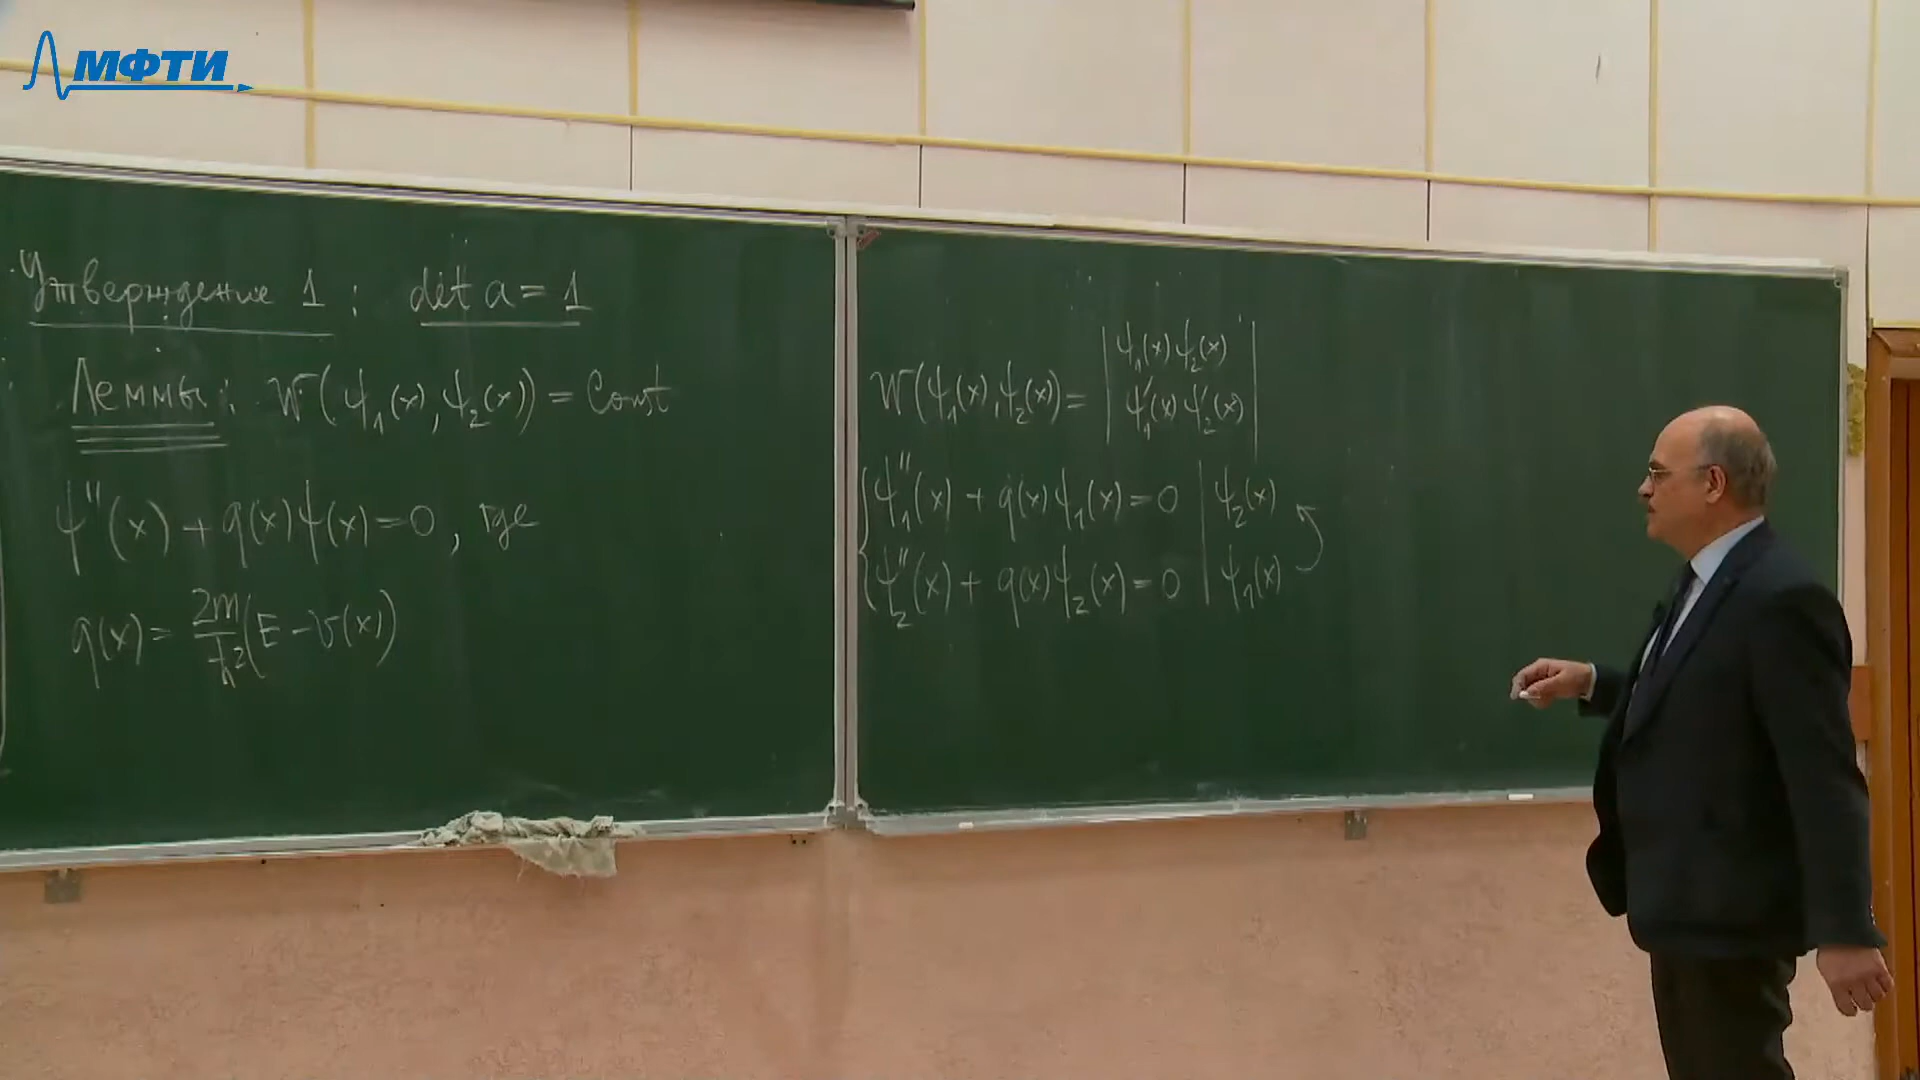 МФТИ
Утверждение 1 : det a = 1
Леммы: W(ψ₁(x), ψ₂(x)) = Const
ψ''(x) + q(x)ψ(x) = 0, где
q(x) = 2m/ħ² (E − v(x))
W(ψ₁(x), ψ₂(x)) = | ψ₁(x) ψ₂(x) |
| ψ₁'(x) ψ₂'(x) |
{ ψ₁''(x) + q(x)ψ₁(x) = 0 | ψ₂(x)
{ ψ₂''(x) + q(x)ψ₂(x) = 0 | ψ₁(x)